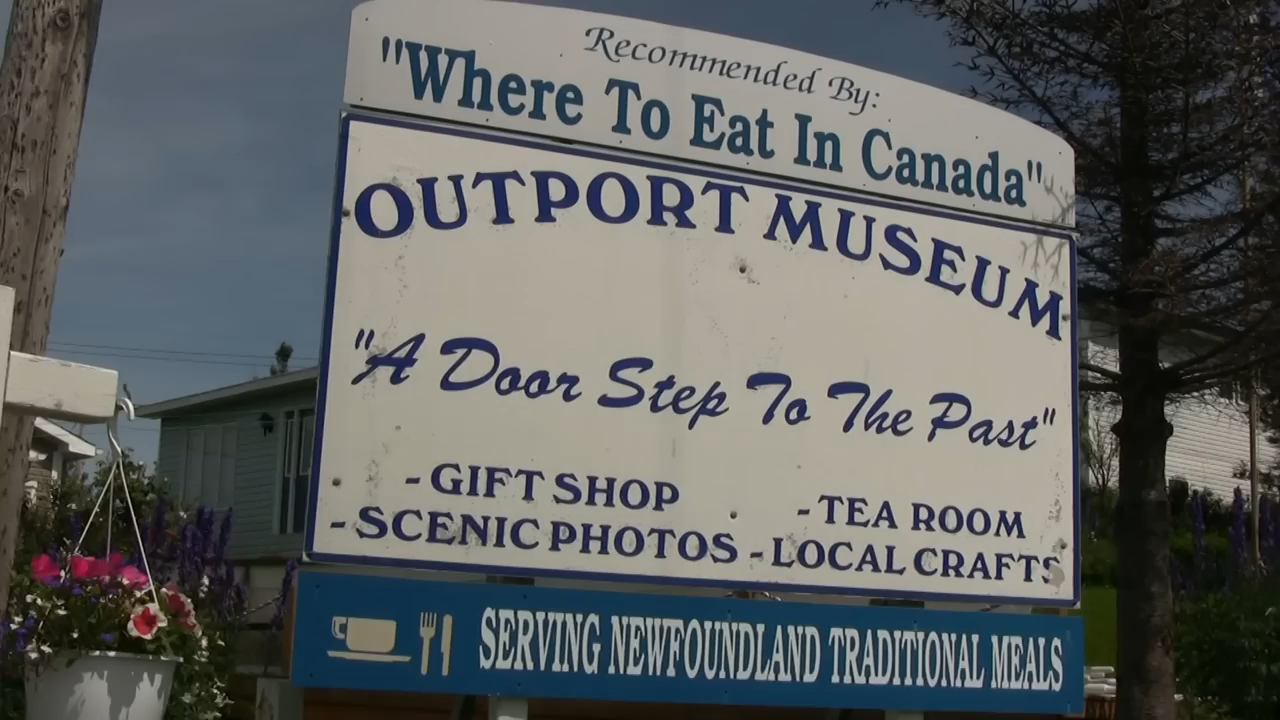 Recommended By:
"Where To Eat In Canada"
OUTPORT MUSEUM
"A Door Step To The Past"
- GIFT SHOP - TEA ROOM
- SCENIC PHOTOS - LOCAL CRAFTS
SERVING NEWFOUNDLAND TRADITIONAL MEALS